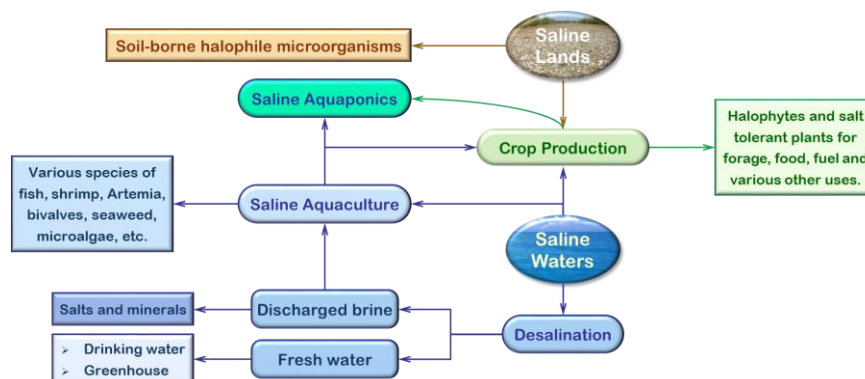 Soil-borne halophile microorganisms
Saline
Lands
Saline Aquaponics
Crop Production
Halophytes and salt
tolerant plants for
forage, food, fuel and
various other uses.
Various species of
fish, shrimp, Artemia,
bivalves, seaweed,
microalgae, etc.
Saline Aquaculture
Saline
Waters
Salts and minerals
Discharged brine
Desalination
➢ Drinking water
➢ Greenhouse
Fresh water